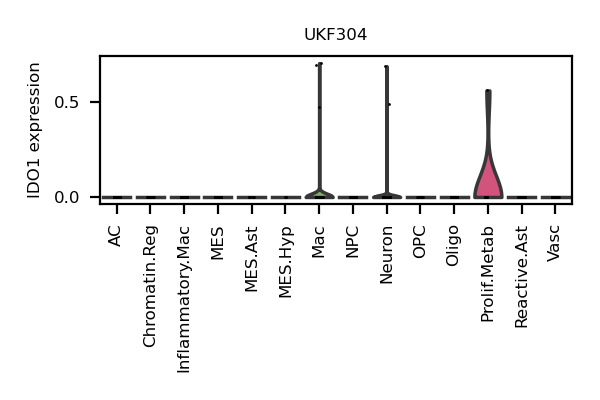 UKF304
IDO1 expression
0.5
0.0
AC
Chromatin.Reg
Inflammatory.Mac
MES
MES.Ast
MES.Hyp
Mac
NPC
Neuron
OPC
Oligo
Prolif.Metab
Reactive.Ast
Vasc